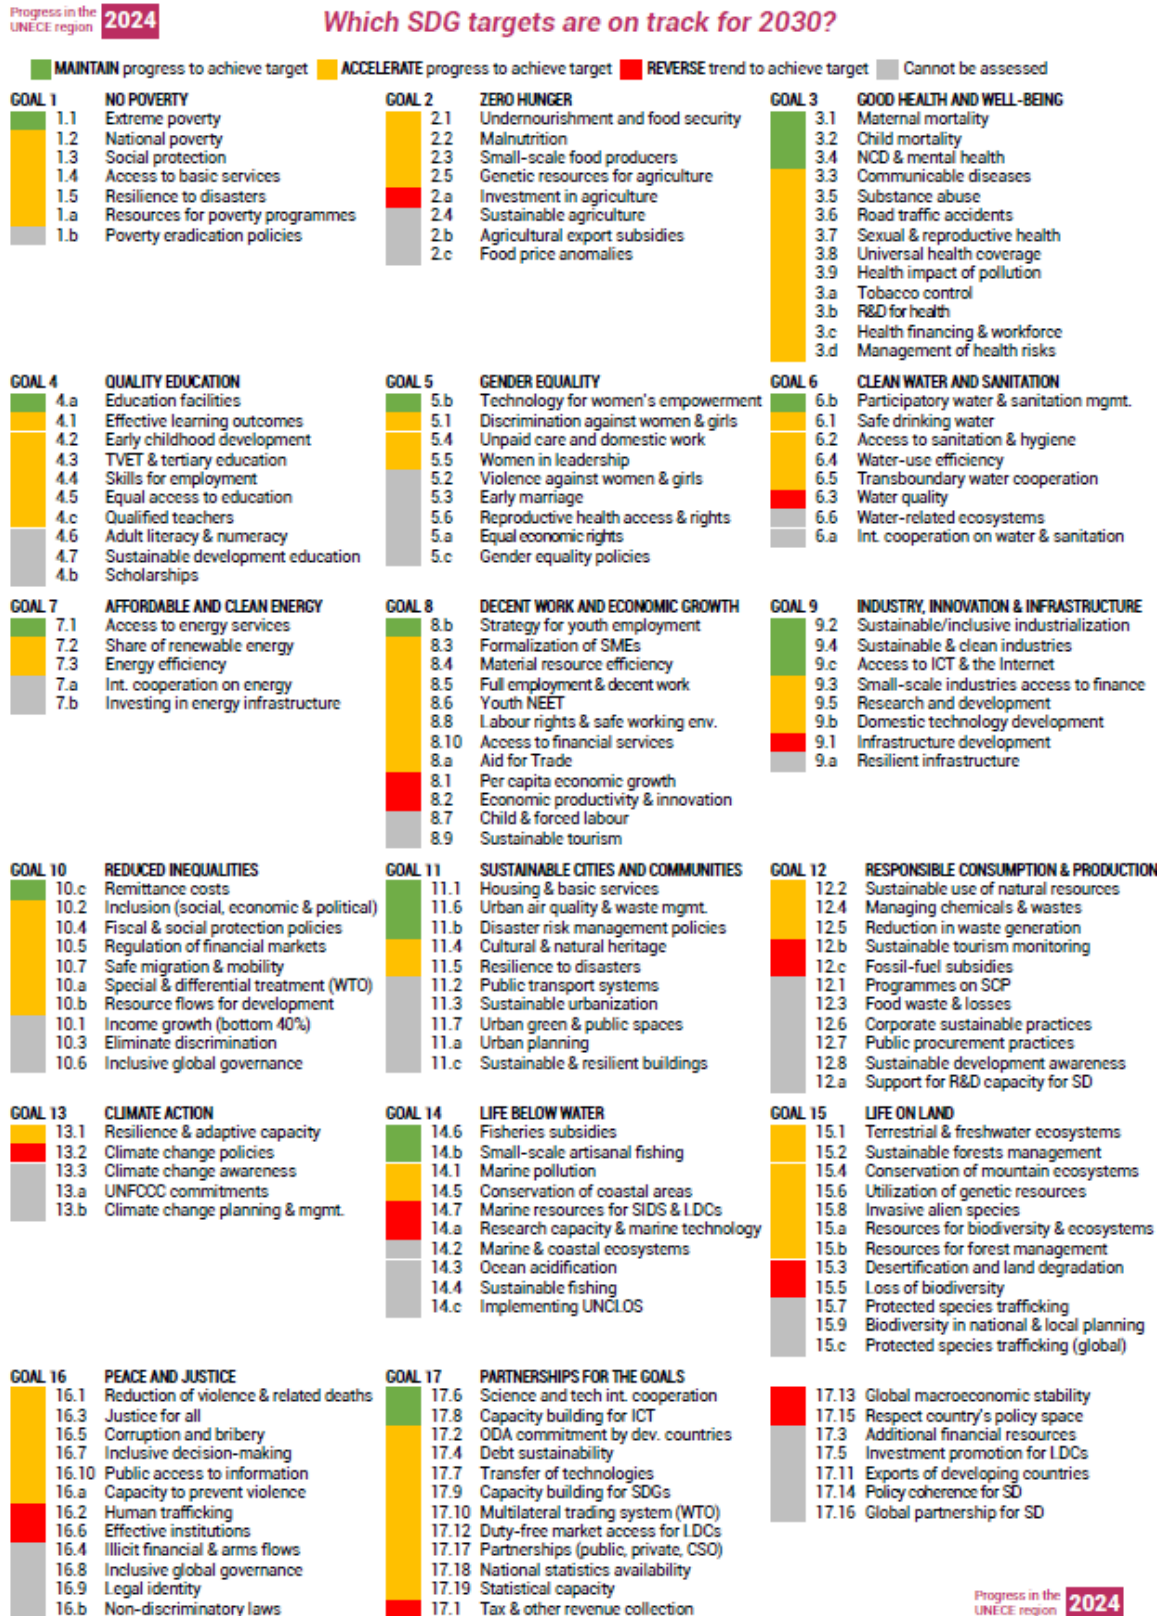 Progress in the
UNECE region 2024
Which SDG targets are on track for 2030?
MAINTAIN progress to achieve target ACCELERATE progress to achieve target REVERSE trend to achieve target Cannot be assessed
GOAL 1 NO POVERTY
1.1 Extreme poverty
1.2 National poverty
1.3 Social protection
1.4 Access to basic services
1.5 Resilience to disasters
1.a Resources for poverty programmes
1.b Poverty eradication policies
GOAL 2 ZERO HUNGER
2.1 Undernourishment and food security
2.2 Malnutrition
2.3 Small-scale food producers
2.5 Genetic resources for agriculture
2.a Investment in agriculture
2.4 Sustainable agriculture
2.b Agricultural export subsidies
2.c Food price anomalies
GOAL 3 GOOD HEALTH AND WELL-BEING
3.1 Maternal mortality
3.2 Child mortality
3.4 NCD & mental health
3.3 Communicable diseases
3.5 Substance abuse
3.6 Road traffic accidents
3.7 Sexual & reproductive health
3.8 Universal health coverage
3.9 Health impact of pollution
3.a Tobacco control
3.b R&D for health
3.c Health financing & workforce
3.d Management of health risks
GOAL 4 QUALITY EDUCATION
4.a Education facilities
4.1 Effective learning outcomes
4.2 Early childhood development
4.3 TVET & tertiary education
4.4 Skills for employment
4.5 Equal access to education
4.c Qualified teachers
4.6 Adult literacy & numeracy
4.7 Sustainable development education
4.b Scholarships
GOAL 5 GENDER EQUALITY
5.b Technology for women's empowerment
5.1 Discrimination against women & girls
5.4 Unpaid care and domestic work
5.5 Women in leadership
5.2 Violence against women & girls
5.3 Early marriage
5.6 Reproductive health access & rights
5.a Equal economic rights
5.c Gender equality policies
GOAL 6 CLEAN WATER AND SANITATION
6.b Participatory water & sanitation mgmt.
6.1 Safe drinking water
6.2 Access to sanitation & hygiene
6.4 Water-use efficiency
6.5 Transboundary water cooperation
6.3 Water quality
6.6 Water-related ecosystems
6.a Int. cooperation on water & sanitation
GOAL 7 AFFORDABLE AND CLEAN ENERGY
7.1 Access to energy services
7.2 Share of renewable energy
7.3 Energy efficiency
7.a Int. cooperation on energy
7.b Investing in energy infrastructure
GOAL 8 DECENT WORK AND ECONOMIC GROWTH
8.b Strategy for youth employment
8.3 Formalization of SMEs
8.4 Material resource efficiency
8.5 Full employment & decent work
8.6 Youth NEET
8.8 Labour rights & safe working env.
8.10 Access to financial services
8.a Aid for Trade
8.1 Per capita economic growth
8.2 Economic productivity & innovation
8.7 Child & forced labour
8.9 Sustainable tourism
GOAL 9 INDUSTRY, INNOVATION & INFRASTRUCTURE
9.2 Sustainable/inclusive industrialization
9.4 Sustainable & clean industries
9.c Access to ICT & the Internet
9.3 Small-scale industries access to finance
9.5 Research and development
9.b Domestic technology development
9.1 Infrastructure development
9.a Resilient infrastructure
GOAL 10 REDUCED INEQUALITIES
10.c Remittance costs
10.2 Inclusion (social, economic & political)
10.4 Fiscal & social protection policies
10.5 Regulation of financial markets
10.7 Safe migration & mobility
10.a Special & differential treatment (WTO)
10.b Resource flows for development
10.1 Income growth (bottom 40%)
10.3 Eliminate discrimination
10.6 Inclusive global governance
GOAL 11 SUSTAINABLE CITIES AND COMMUNITIES
11.1 Housing & basic services
11.6 Urban air quality & waste mgmt.
11.b Disaster risk management policies
11.4 Cultural & natural heritage
11.5 Resilience to disasters
11.2 Public transport systems
11.3 Sustainable urbanization
11.7 Urban green & public spaces
11.a Urban planning
11.c Sustainable & resilient buildings
GOAL 12 RESPONSIBLE CONSUMPTION & PRODUCTION
12.2 Sustainable use of natural resources
12.4 Managing chemicals & wastes
12.5 Reduction in waste generation
12.b Sustainable tourism monitoring
12.c Fossil-fuel subsidies
12.1 Programmes on SCP
12.3 Food waste & losses
12.6 Corporate sustainable practices
12.7 Public procurement practices
12.8 Sustainable development awareness
12.a Support for R&D capacity for SD
GOAL 13 CLIMATE ACTION
13.1 Resilience & adaptive capacity
13.2 Climate change policies
13.3 Climate change awareness
13.a UNFCCC commitments
13.b Climate change planning & mgmt.
GOAL 14 LIFE BELOW WATER
14.6 Fisheries subsidies
14.b Small-scale artisanal fishing
14.1 Marine pollution
14.5 Conservation of coastal areas
14.7 Marine resources for SIDS & LDCs
14.a Research capacity & marine technology
14.2 Marine & coastal ecosystems
14.3 Ocean acidification
14.4 Sustainable fishing
14.c Implementing UNCLOS
GOAL 15 LIFE ON LAND
15.1 Terrestrial & freshwater ecosystems
15.2 Sustainable forests management
15.4 Conservation of mountain ecosystems
15.6 Utilization of genetic resources
15.8 Invasive alien species
15.a Resources for biodiversity & ecosystems
15.b Resources for forest management
15.3 Desertification and land degradation
15.5 Loss of biodiversity
15.7 Protected species trafficking
15.9 Biodiversity in national & local planning
15.c Protected species trafficking (global)
GOAL 16 PEACE AND JUSTICE
16.1 Reduction of violence & related deaths
16.3 Justice for all
16.5 Corruption and bribery
16.7 Inclusive decision-making
16.10 Public access to information
16.a Capacity to prevent violence
16.2 Human trafficking
16.6 Effective institutions
16.4 Illicit financial & arms flows
16.8 Inclusive global governance
16.9 Legal identity
16.b Non-discriminatory laws
GOAL 17 PARTNERSHIPS FOR THE GOALS
17.6 Science and tech int. cooperation
17.8 Capacity building for ICT
17.2 ODA commitment by dev. countries
17.4 Debt sustainability
17.7 Transfer of technologies
17.9 Capacity building for SDGs
17.10 Multilateral trading system (WTO)
17.12 Duty-free market access for LDCs
17.17 Partnerships (public, private, CSO)
17.18 National statistics availability
17.19 Statistical capacity
17.1 Tax & other revenue collection
17.13 Global macroeconomic stability
17.15 Respect country's policy space
17.3 Additional financial resources
17.5 Investment promotion for LDCs
17.11 Exports of developing countries
17.14 Policy coherence for SD
17.16 Global partnership for SD
Progress in the
UNECE region 2024